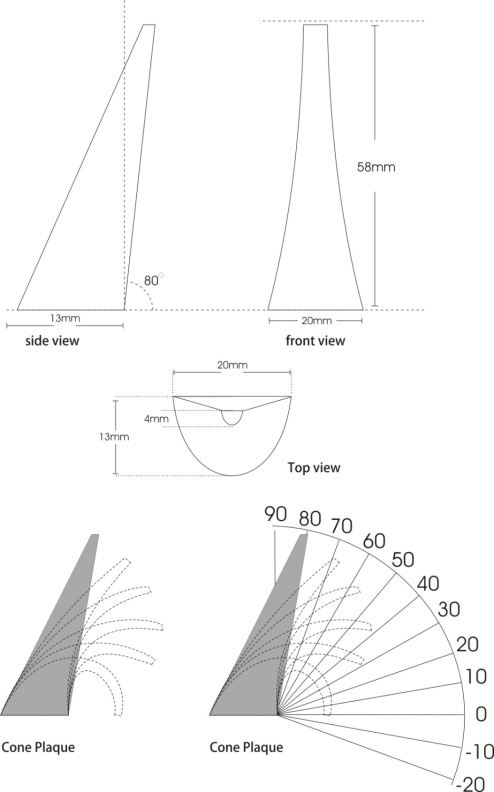 58mm
80°
13mm
20mm
side view
front view
20mm
4mm
13mm
Top view
90
80
70
60
50
40
30
20
10
0
-10
-20
Cone Plaque
Cone Plaque